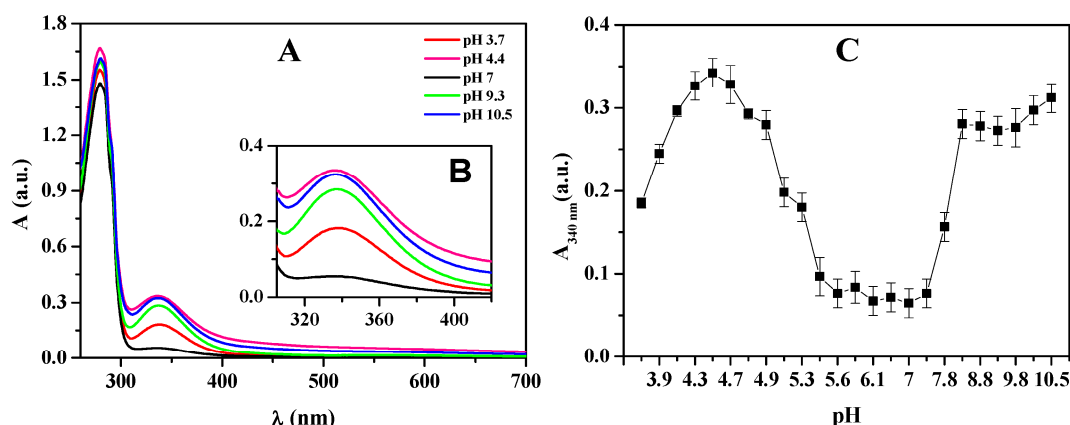 A
pH 3.7
pH 4.4
pH 7
pH 9.3
pH 10.5
1.8
1.5
1.2
0.9
0.6
0.3
0.0
A (a.u.)
300 400 500 600 700
λ (nm)
B
0.4
0.2
0.0
320 360 400
C
0.4
0.3
0.2
0.1
0.0
A340 nm(a.u.)
3.9 4.3 4.7 4.9 5.3 5.6 6.1 7 7.8 8.8 9.8 10.5
pH